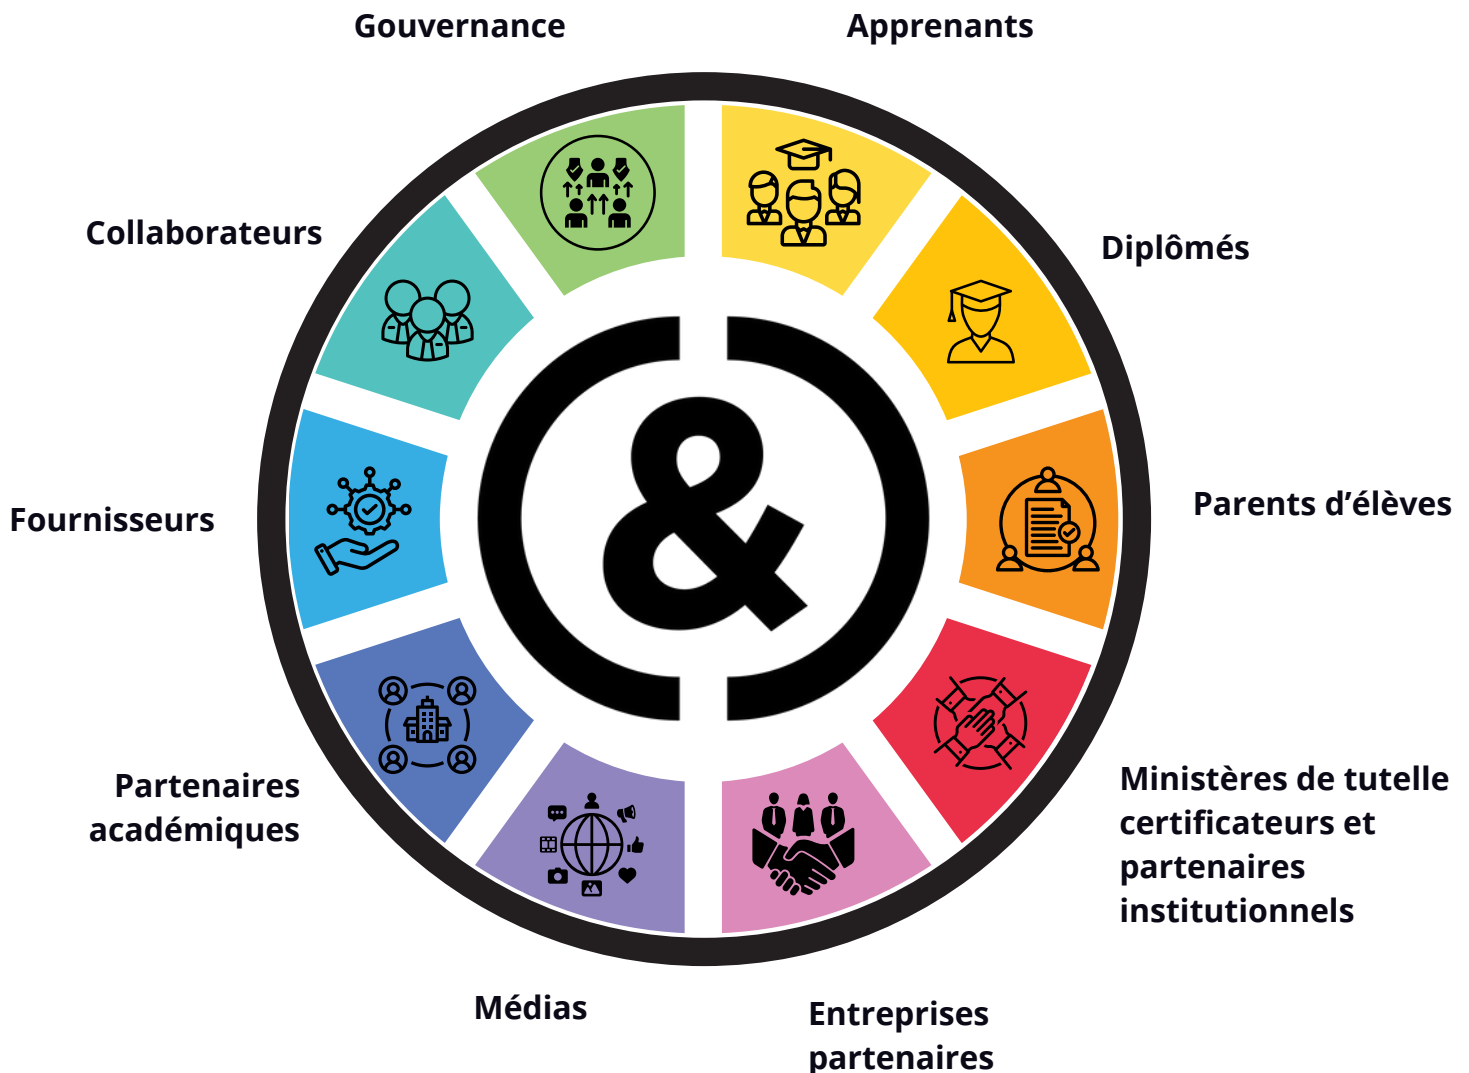 Gouvernance
Apprenants
Collaborateurs
Diplômés
Fournisseurs
Parents d’élèves
&
Partenaires
académiques
Ministères de tutelle
certificateurs et
partenaires
institutionnels
Médias
Entreprises
partenaires